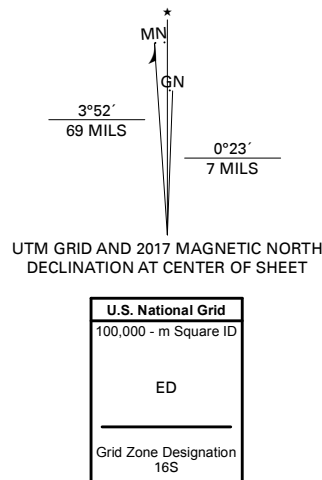 ★
MN
GN
3°52´
69 MILS
0°23´
7 MILS
UTM GRID AND 2017 MAGNETIC NORTH
DECLINATION AT CENTER OF SHEET
U.S. National Grid
100,000 - m Square ID
ED
Grid Zone Designation
16S